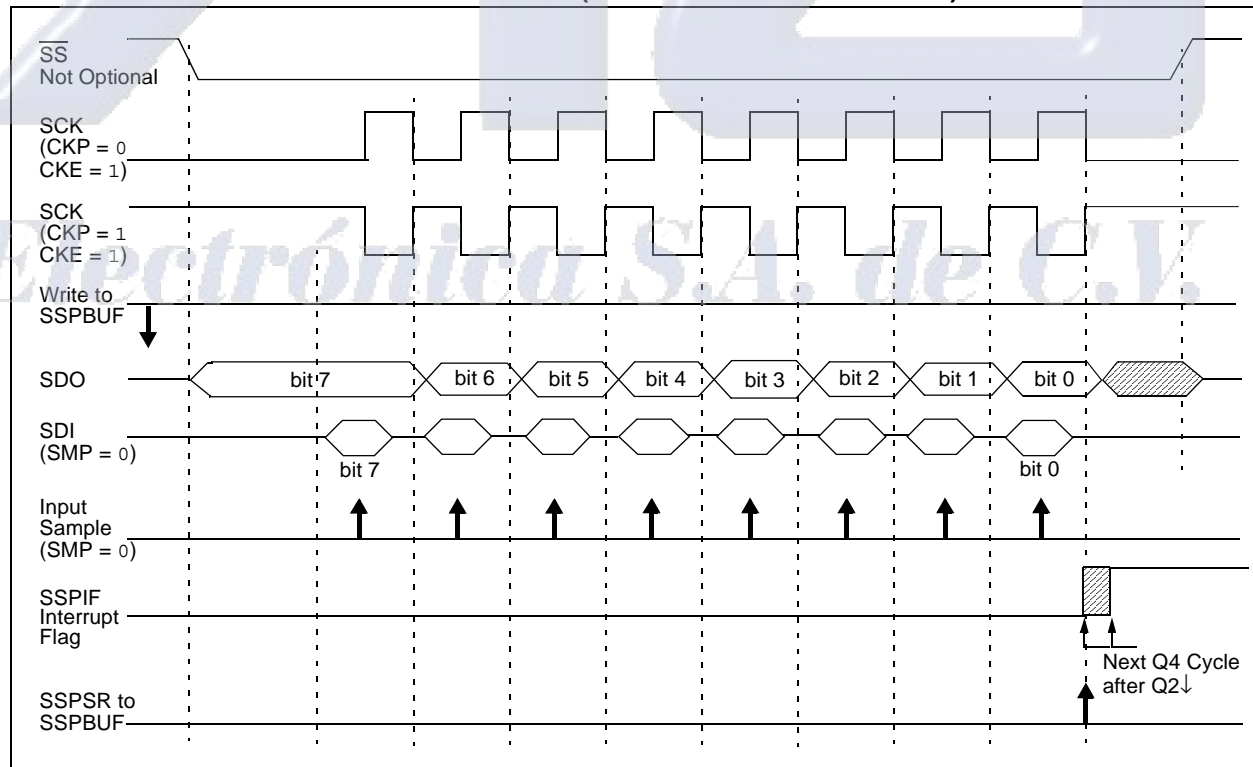 SS
Not Optional
SCK
(CKP = 0
CKE = 1)
SCK
(CKP = 1
CKE = 1)
Write to
SSPBUF
SDO
bit 7 bit 6 bit 5 bit 4 bit 3 bit 2 bit 1 bit 0
SDI
(SMP = 0)
bit 7 bit 0
Input
Sample
(SMP = 0)
SSPIF
Interrupt
Flag
Next Q4 Cycle
after Q2↓
SSPSR to
SSPBUF
Electrónica S.A. de C.V.